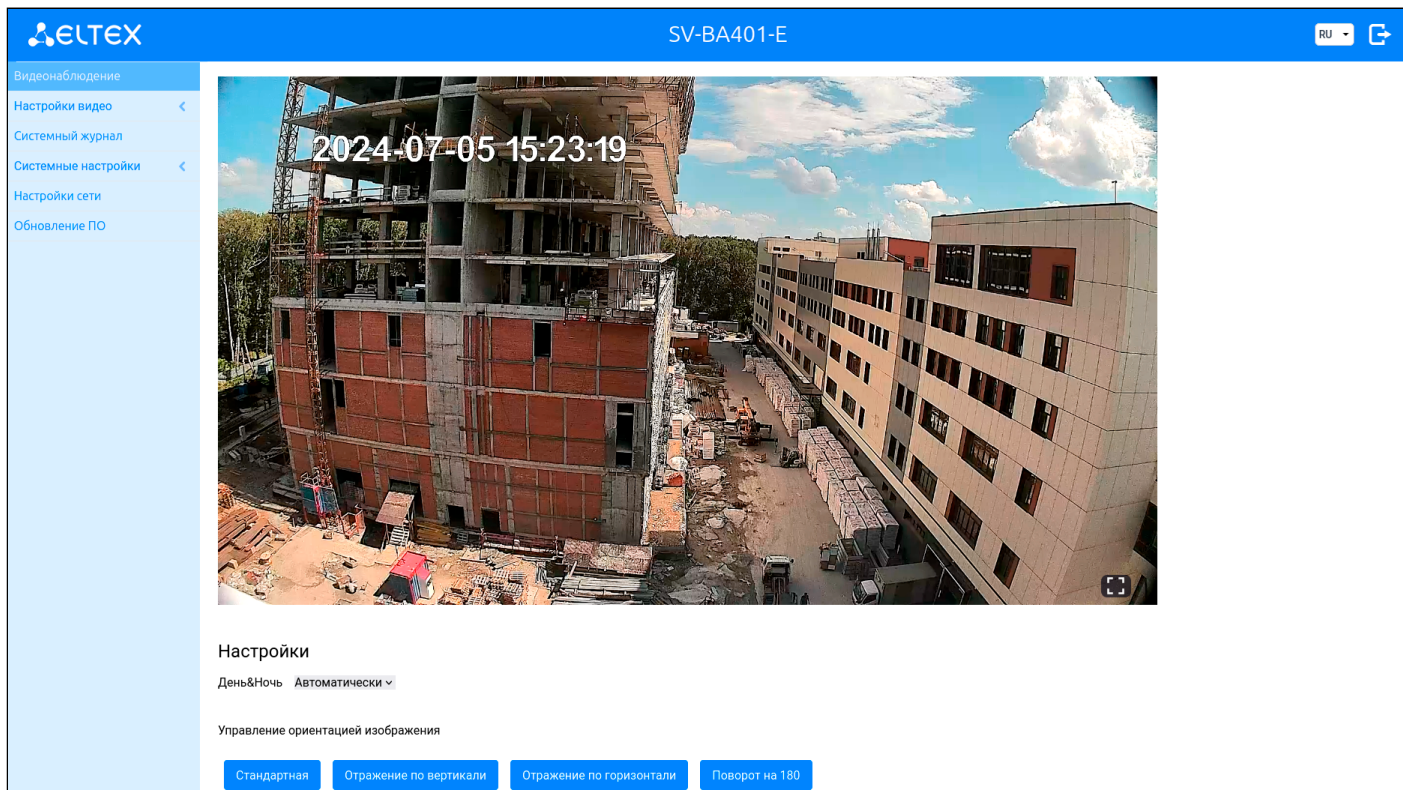 ELTEX
SV-BA401-E
RU
Видеонаблюдение
Настройки видео
Системный журнал
Системные настройки
Настройки сети
Обновление ПО
2024-07-05 15:23:19
Настройки
День&Ночь Автоматически
Управление ориентацией изображения
Стандартная Отражение по вертикали Отражение по горизонтали Поворот на 180